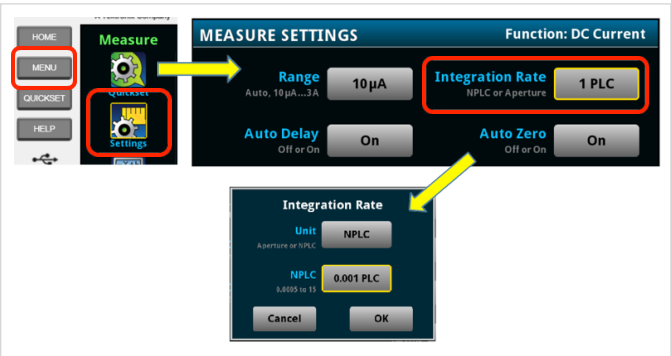 A Tektronix Company
HOME
MENU
QUICKSET
HELP
Measure
Quickset
Settings
MEASURE SETTINGS
Function: DC Current
Range
Auto, 10µA...3A
10µA
Integration Rate
NPLC or Aperture
1 PLC
Auto Delay
Off or On
On
Auto Zero
Off or On
On
Integration Rate
Unit
Aperture or NPLC
NPLC
NPLC
0.0005 to 15
0.001 PLC
Cancel
OK